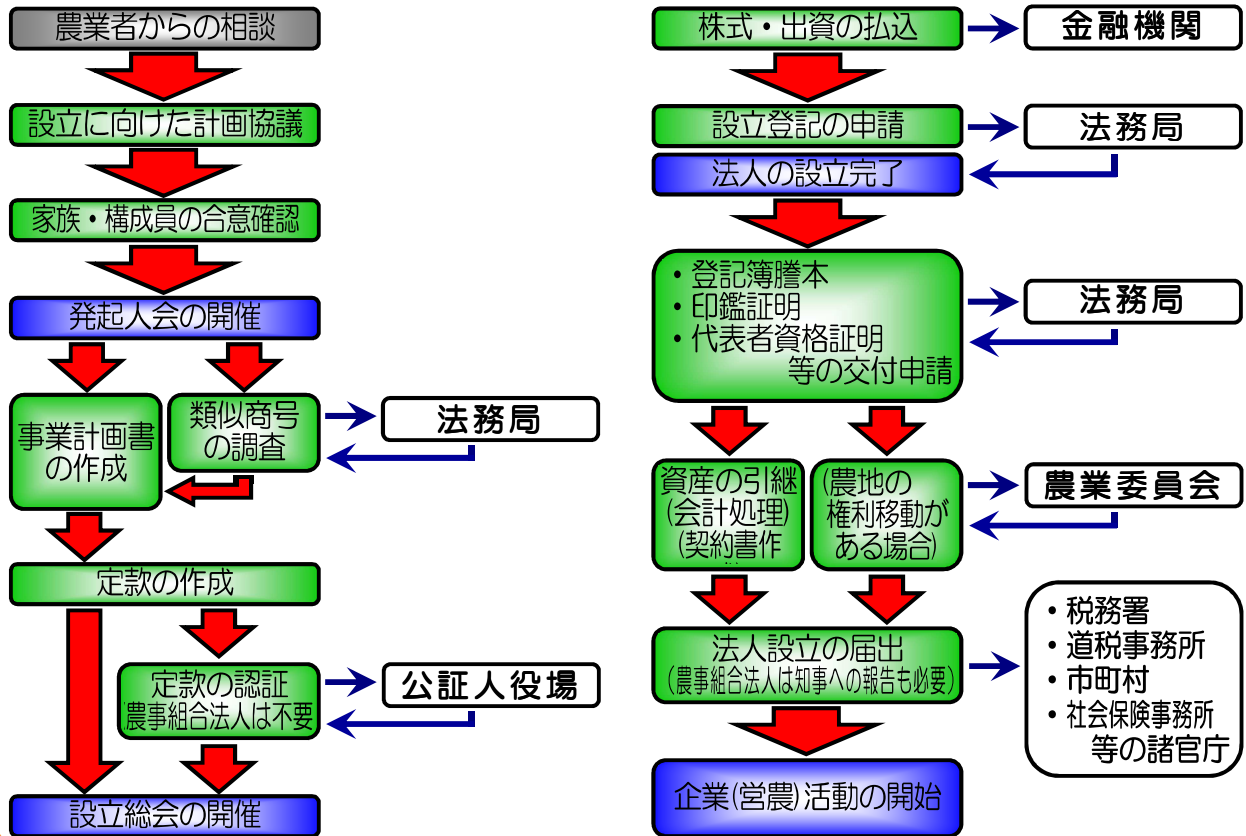 農業者からの相談
設立に向けた計画協議
家族・構成員の合意確認
発起人会の開催
事業計画書
の作成
類似商号
の調査
法務局
定款の作成
定款の認証
農事組合法人は不要
公証人役場
設立総会の開催
株式・出資の払込
金融機関
設立登記の申請
法務局
法人の設立完了
・登記簿謄本
・印鑑証明
・代表者資格証明
等の交付申請
法務局
資産の引継
(会計処理)
(契約書作
(農地の
権利移動が
ある場合)
農業委員会
法人設立の届出
(農事組合法人は知事への報告も必要)
・税務署
・道税事務所
・市町村
・社会保険事務所
等の諸官庁
企業(営農)活動の開始